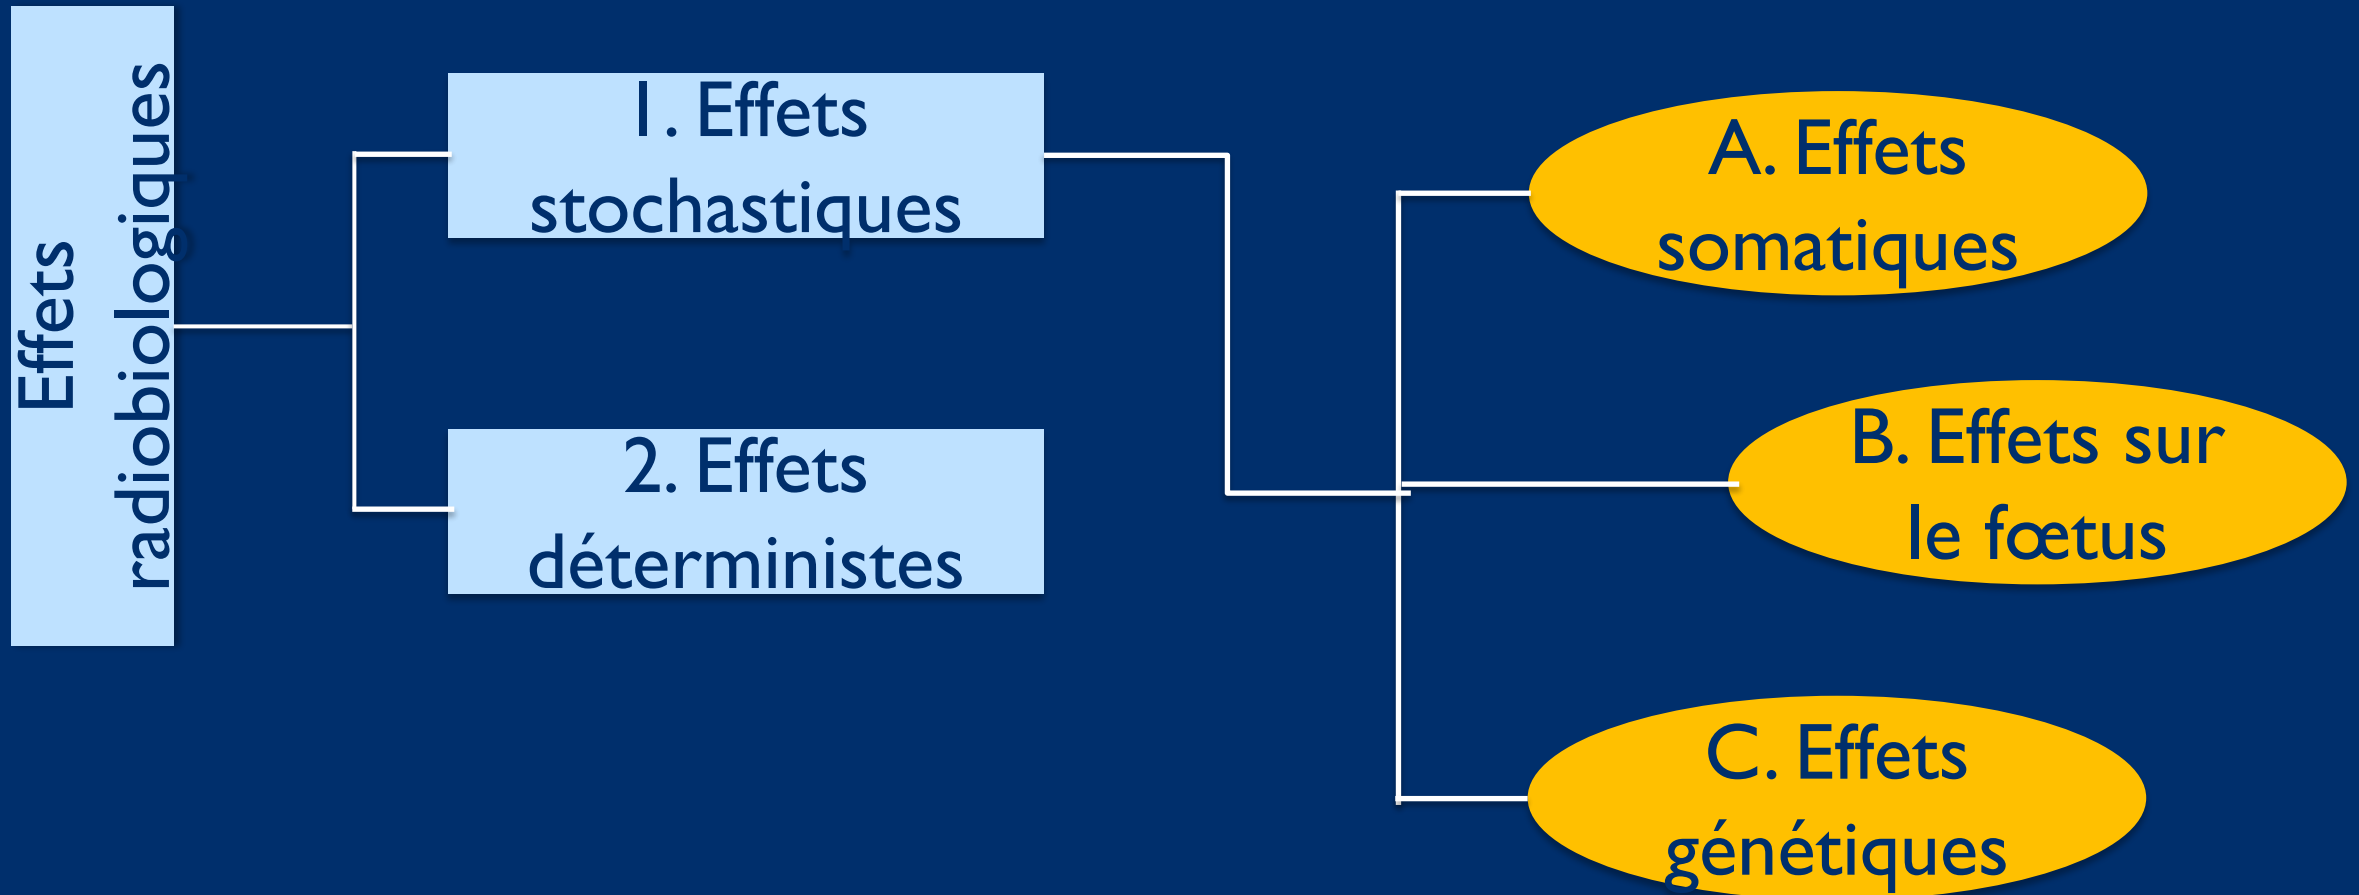 Effets
radiobiologiques
1. Effets
stochastiques
2. Effets
déterministes
A. Effets
somatiques
B. Effets sur
le fœtus
C. Effets
génétiques